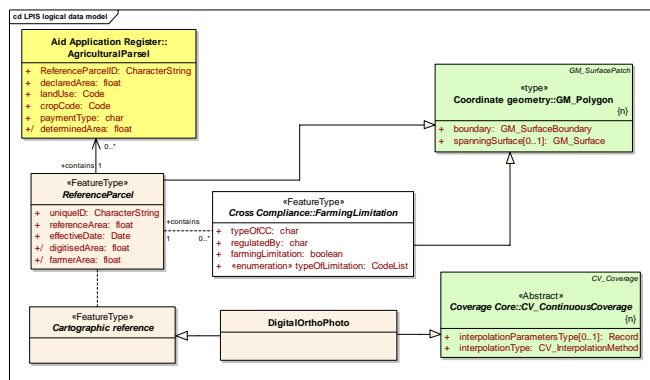 cd LPIS logical data model
Aid Application Register::
AgriculturalParsel
+ ReferenceParcelID: CharacterString
+ declaredArea: float
+ landUse: Code
+ cropCode: Code
+ paymentType: char
+/ determinedArea: float
GM_SurfacePatch
«type»
Coordinate geometry::GM_Polygon
{n}
+ boundary: GM_SurfaceBoundary
+ spanningSurface[0..1]: GM_Surface
0..*
+contains 1
«FeatureType»
ReferenceParcel
+ uniqueID: CharacterString
+ referenceArea: float
+ effectiveDate: Date
+/ digitisedArea: float
+/ farmerArea: float
+contains
1 0..*
«FeatureType»
Cross Compliance::FarmingLimitation
+ typeOfCC: char
+ regulatedBy: char
+ farmingLimitation: boolean
+ «enumeration» typeOfLimitation: CodeList
«FeatureType»
Cartographic reference
DigitalOrthoPhoto
CV_Coverage
«Abstract»
Coverage Core::CV_ContinuousCoverage
{n}
+ interpolationParametersType[0..1]: Record
+ interpolationType: CV_InterpolationMethod